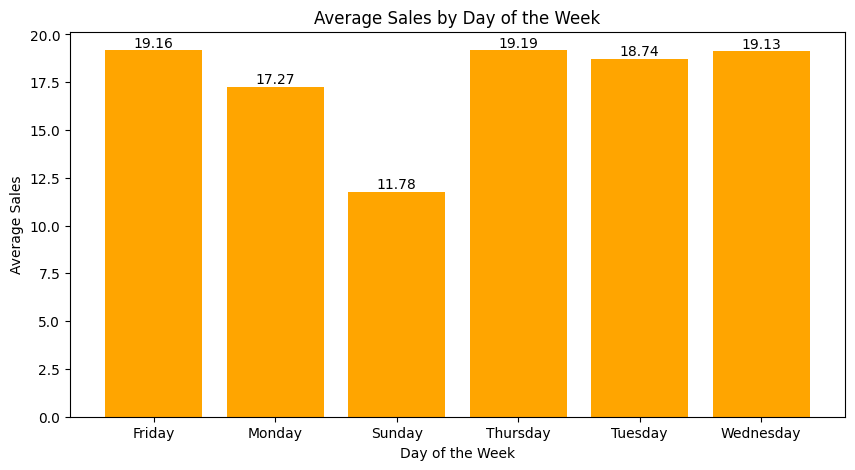 Average Sales by Day of the Week
Average Sales
20.0
17.5
15.0
12.5
10.0
7.5
5.0
2.5
0.0
19.16
17.27
11.78
19.19
18.74
19.13
Friday
Monday
Sunday
Thursday
Tuesday
Wednesday
Day of the Week